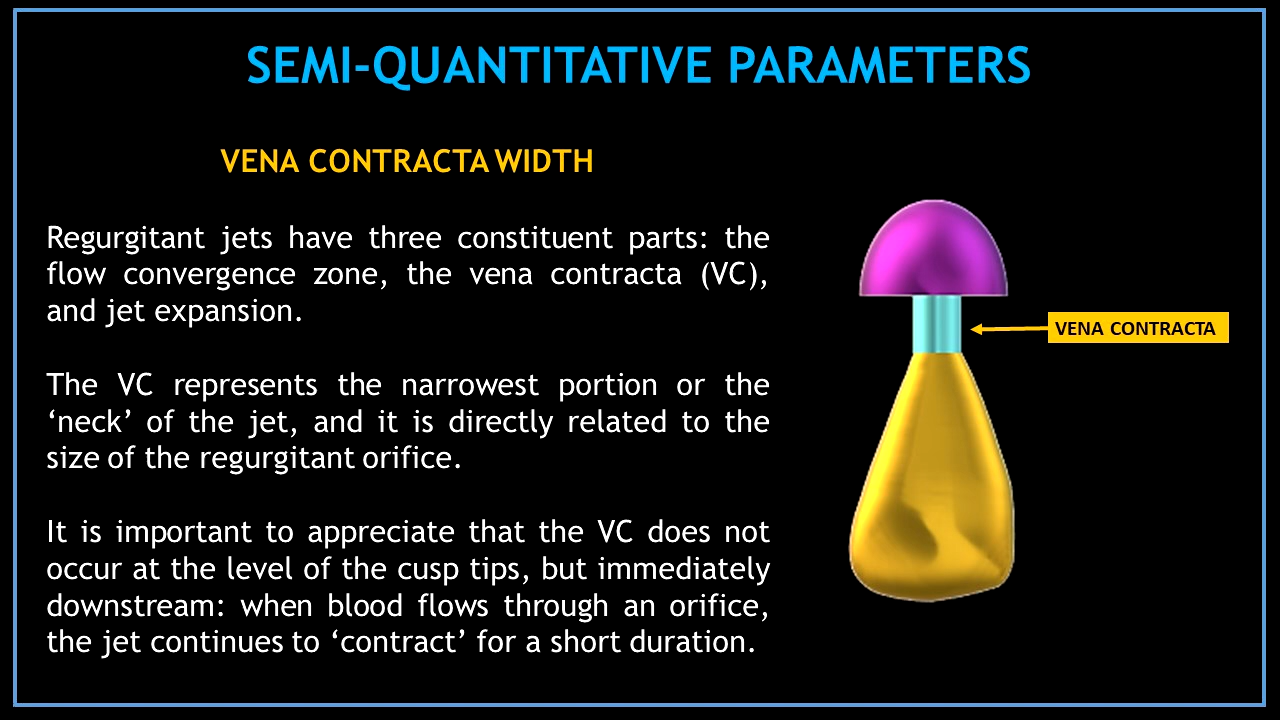 SEMI-QUANTITATIVE PARAMETERS
VENA CONTRACTA WIDTH
Regurgitant jets have three constituent parts: the
flow convergence zone, the vena contracta (VC),
and jet expansion.
The VC represents the narrowest portion or the
‘neck’ of the jet, and it is directly related to the
size of the regurgitant orifice.
It is important to appreciate that the VC does not
occur at the level of the cusp tips, but immediately
downstream: when blood flows through an orifice,
the jet continues to ‘contract’ for a short duration.
VENA CONTRACTA